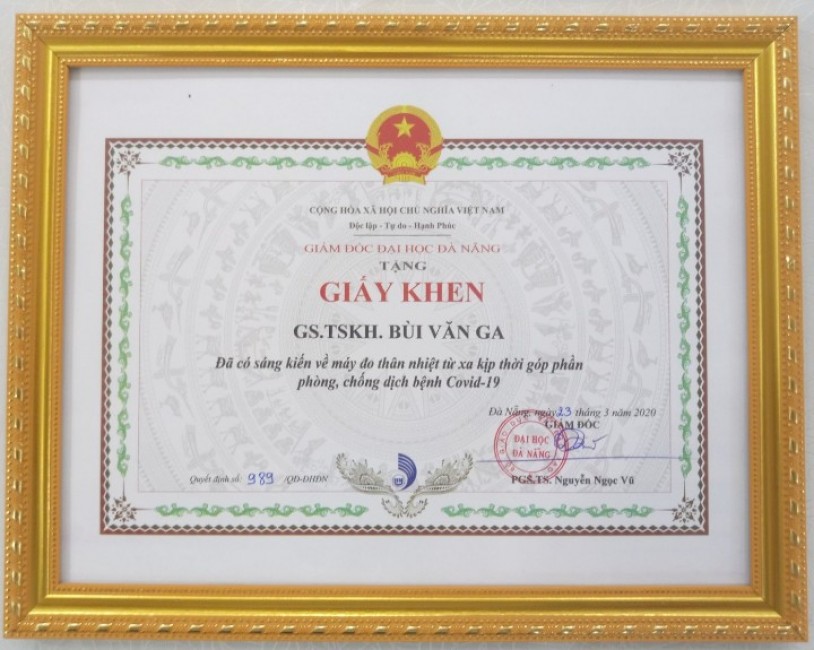 CỘNG HÒA XÃ HỘI CHỦ NGHĨA VIỆT NAM
Độc lập - Tự do - Hạnh Phúc
GIÁM ĐỐC ĐẠI HỌC ĐÀ NẴNG
TẶNG
GIẤY KHEN
GS.TSKH. BÙI VĂN GA
Đã có sáng kiến về máy đo thân nhiệt từ xa kịp thời góp phần
phòng, chống dịch bệnh Covid-19
Đà Nẵng, ngày 23 tháng 3 năm 2020
GIÁM ĐỐC
ĐẠI HỌC
ĐÀ NẴNG
Quyết định số: 989 /QĐ-ĐHĐN
PGS.TS. Nguyễn Ngọc Vũ